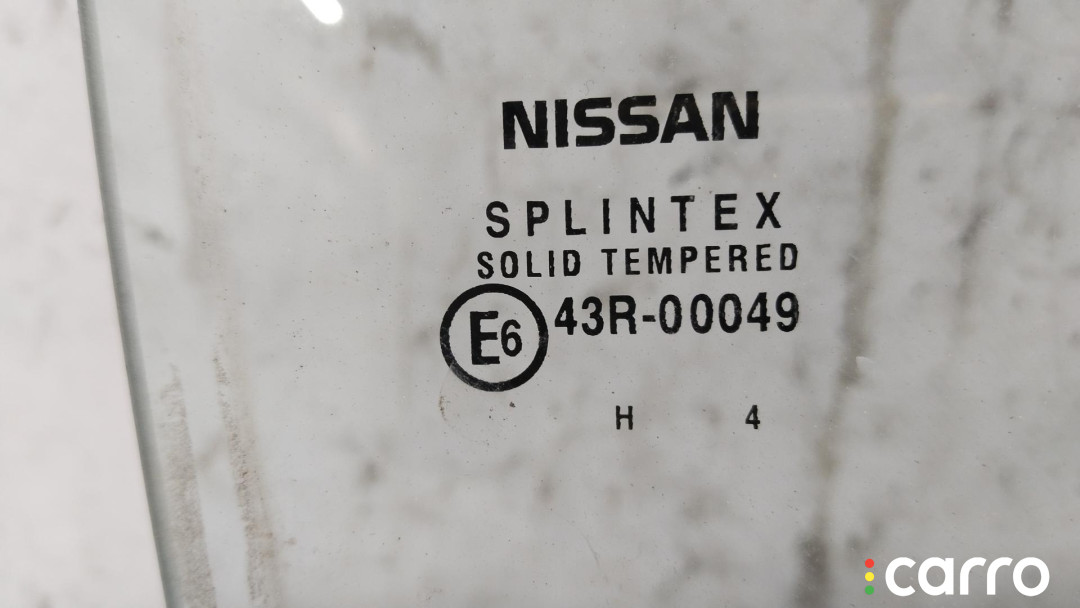 NISSAN
SPLINTEX
SOLID TEMPERED
E6 43R-00049
H 4
carro